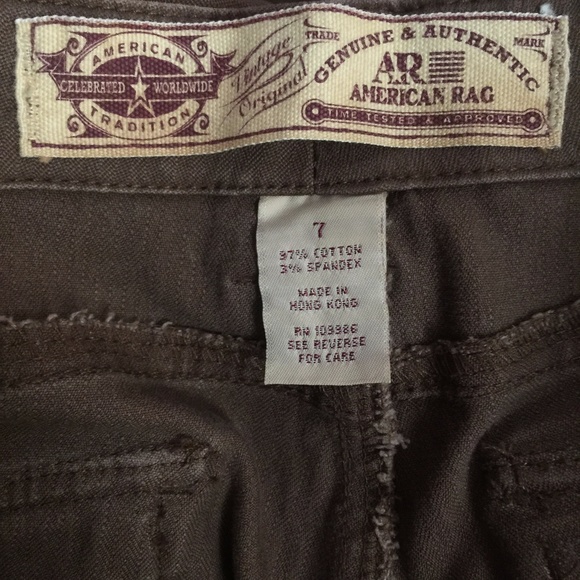 AMERICAN
CELEBRATED WORLDWIDE
TRADITION
Vintage
Original
TRADE MARK
GENUINE & AUTHENTIC
AR
AMERICAN RAG
TIME TESTED & APPROVED
7
97% COTTON
3% SPANDEX
MADE IN
HONG KONG
RN 103986
SEE REVERSE
FOR CARE